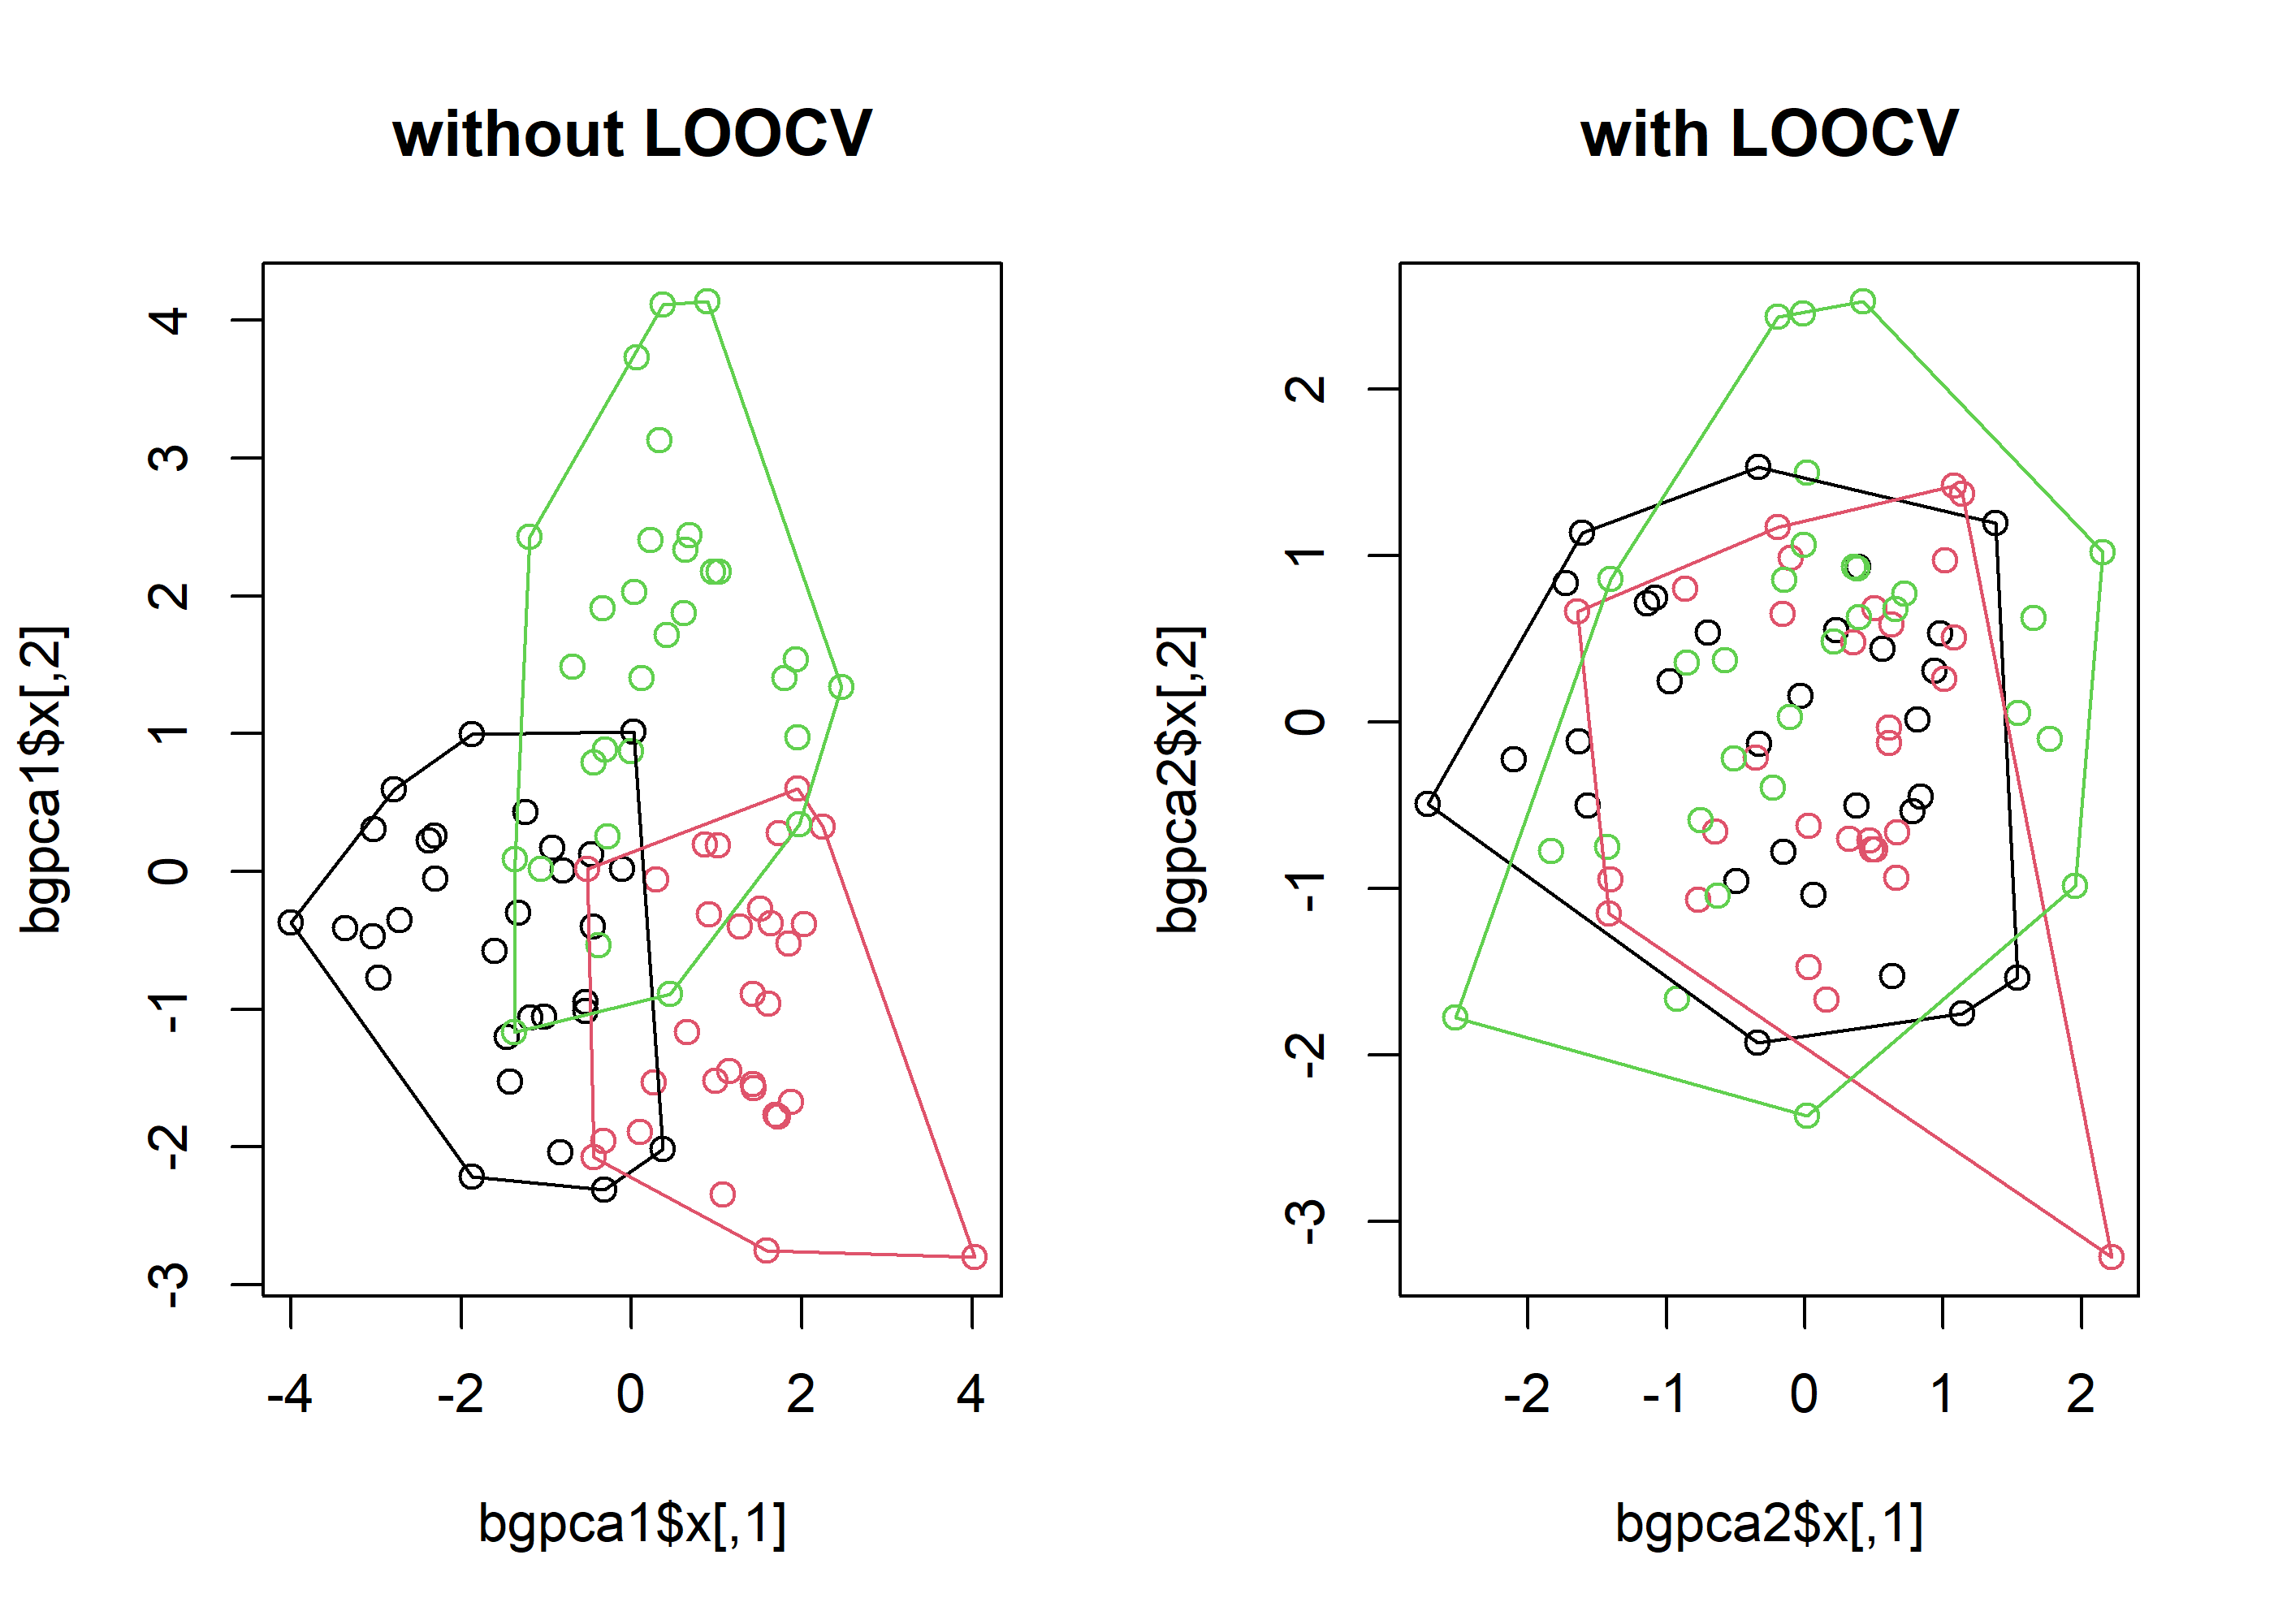 without LOOCV
bgpca1$x[,2]
4
3
2
1
0
-1
-2
-3
-4 -2 0 2 4
bgpca1$x[,1]
with LOOCV
bgpca2$x[,2]
2
1
0
-1
-2
-3
-2 -1 0 1 2
bgpca2$x[,1]